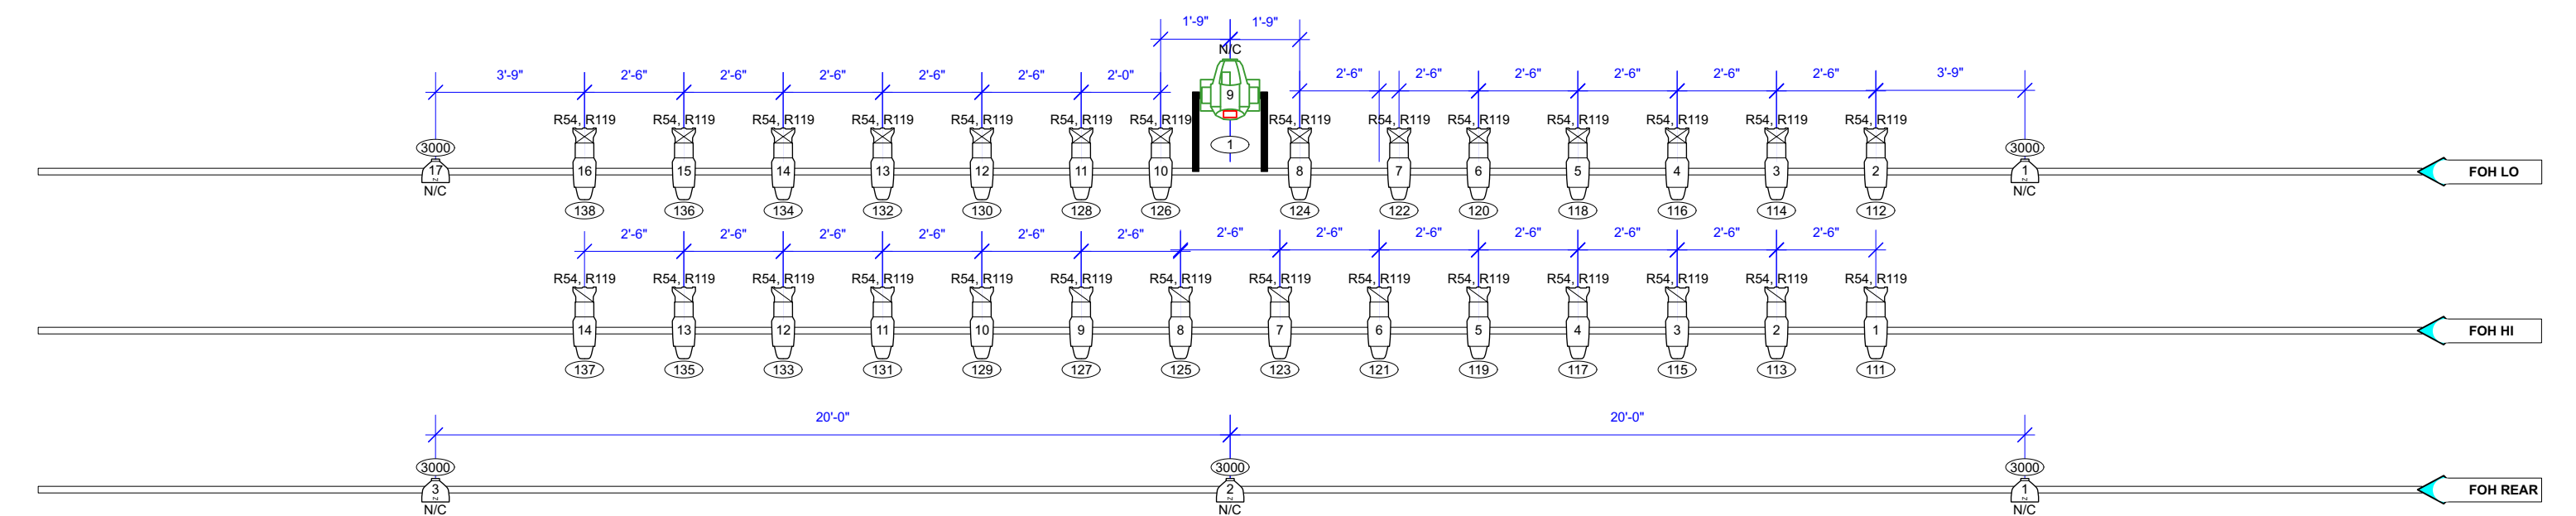 1'-9" 1'-9"
N/C
3'-9" 2'-6" 2'-6" 2'-6" 2'-6" 2'-6" 2'-0" 2'-6" 2'-6" 2'-6" 2'-6" 2'-6" 2'-6" 3'-9"
9
R54, R119 R54, R119 R54, R119 R54, R119 R54, R119 R54, R119 R54, R119 R54, R119 R54, R119 R54, R119 R54, R119 R54, R119 R54, R119 R54, R119
3000 1 3000
17 16 15 14 13 12 11 10 8 7 6 5 4 3 2 1 FOH LO
N/C N/C
138 136 134 132 130 128 126 124 122 120 118 116 114 112
2'-6" 2'-6" 2'-6" 2'-6" 2'-6" 2'-6" 2'-6" 2'-6" 2'-6" 2'-6" 2'-6" 2'-6" 2'-6"
R54, R119 R54, R119 R54, R119 R54, R119 R54, R119 R54, R119 R54, R119 R54, R119 R54, R119 R54, R119 R54, R119 R54, R119 R54, R119 R54, R119
14 13 12 11 10 9 8 7 6 5 4 3 2 1 FOH HI
137 135 133 131 129 127 125 123 121 119 117 115 113 111
20'-0" 20'-0"
3000 3000 3000
3 2 1 FOH REAR
N/C N/C N/C